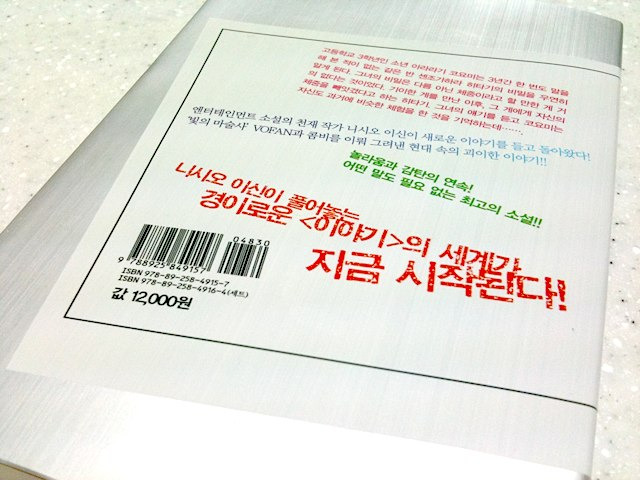 고등학교 3학년인 소년 아라라기 코요미는 3년간 한 번도 말을
해 본 적이 없는 같은 반 센조가하라 히타기의 비밀을 우연히
알게 된다. 그녀의 비밀은 다름 아닌 체중이라고 할 만한 게 거
의 없다는 것이었다. 기이한 게를 만난 이후, 그 게에게 자신의
체중을 빼앗겼다고 하는 히타기. 그녀의 얘기를 듣고 코요미는
자신도 과거에 비슷한 체험을 한 것을 기억하는데…….
엔터테인먼트 소설의 천재 작가 니시오 이신이 새로운 이야기를 들고 돌아왔다!
'빛의 마술사' VOFAN과 콤비를 이뤄 그려낸 현대 속의 괴이한 이야기!!
놀라움과 감탄의 연속!
어떤 말도 필요 없는 최고의 소설!!
니시오 이신이 풀어놓는
경이로운 <이야기>의 세계가
지금 시작된다!
04830
9 788925 849157
ISBN 978-89-258-4915-7
ISBN 978-89-258-4916-4(세트)
값 12,000원